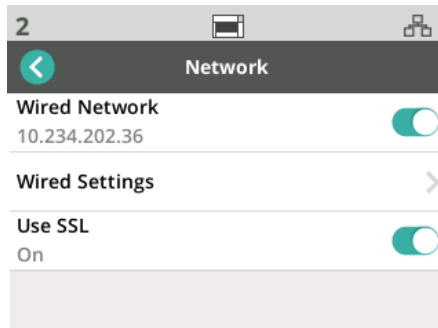 2
Network
Wired Network
10.234.202.36
Wired Settings
Use SSL
On